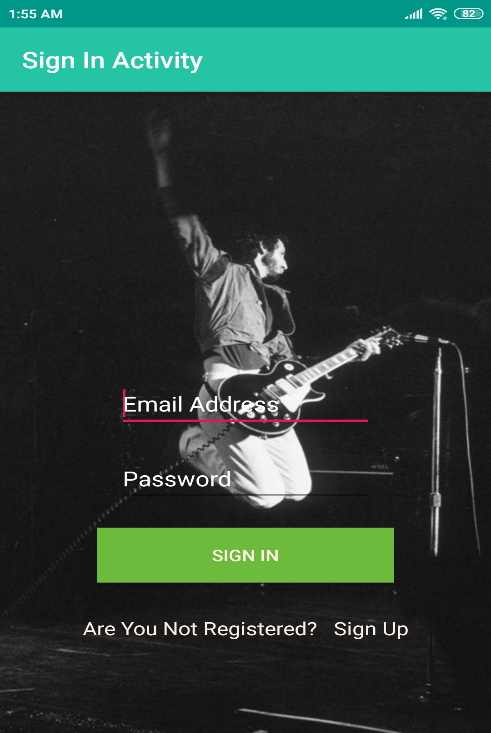 1:55 AM 82
Sign In Activity
Email Address
Password
SIGN IN
Are You Not Registered? Sign Up